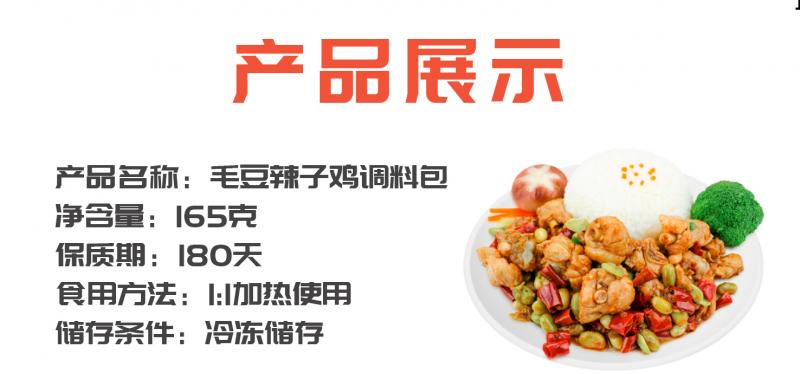 产品展示
产品名称：毛豆辣子鸡调料包
净含量：165克
保质期：180天
食用方法：1:1加热使用
储存条件：冷冻储存